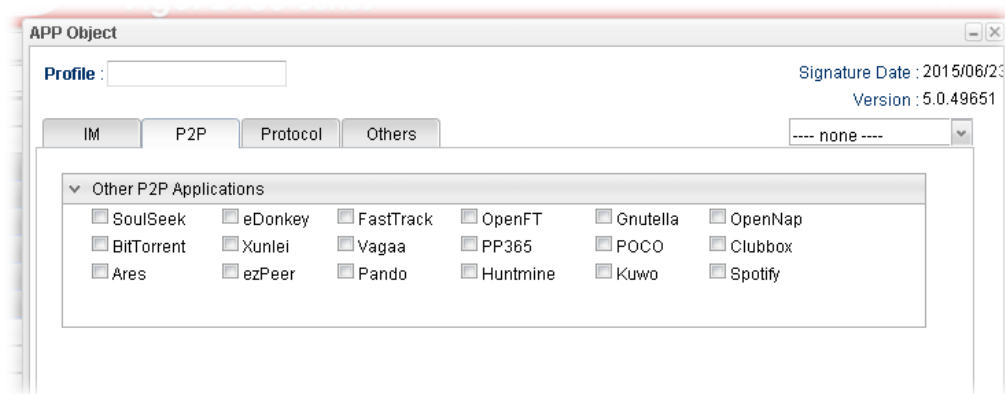 APP Object
Profile :
Signature Date : 2015/06/23
Version : 5.0.49651
IM P2P Protocol Others ---- none ----
Other P2P Applications
SoulSeek eDonkey FastTrack OpenFT Gnutella OpenNap
BitTorrent Xunlei Vagaa PP365 POCO Clubbox
Ares ezPeer Pando Huntmine Kuwo Spotify